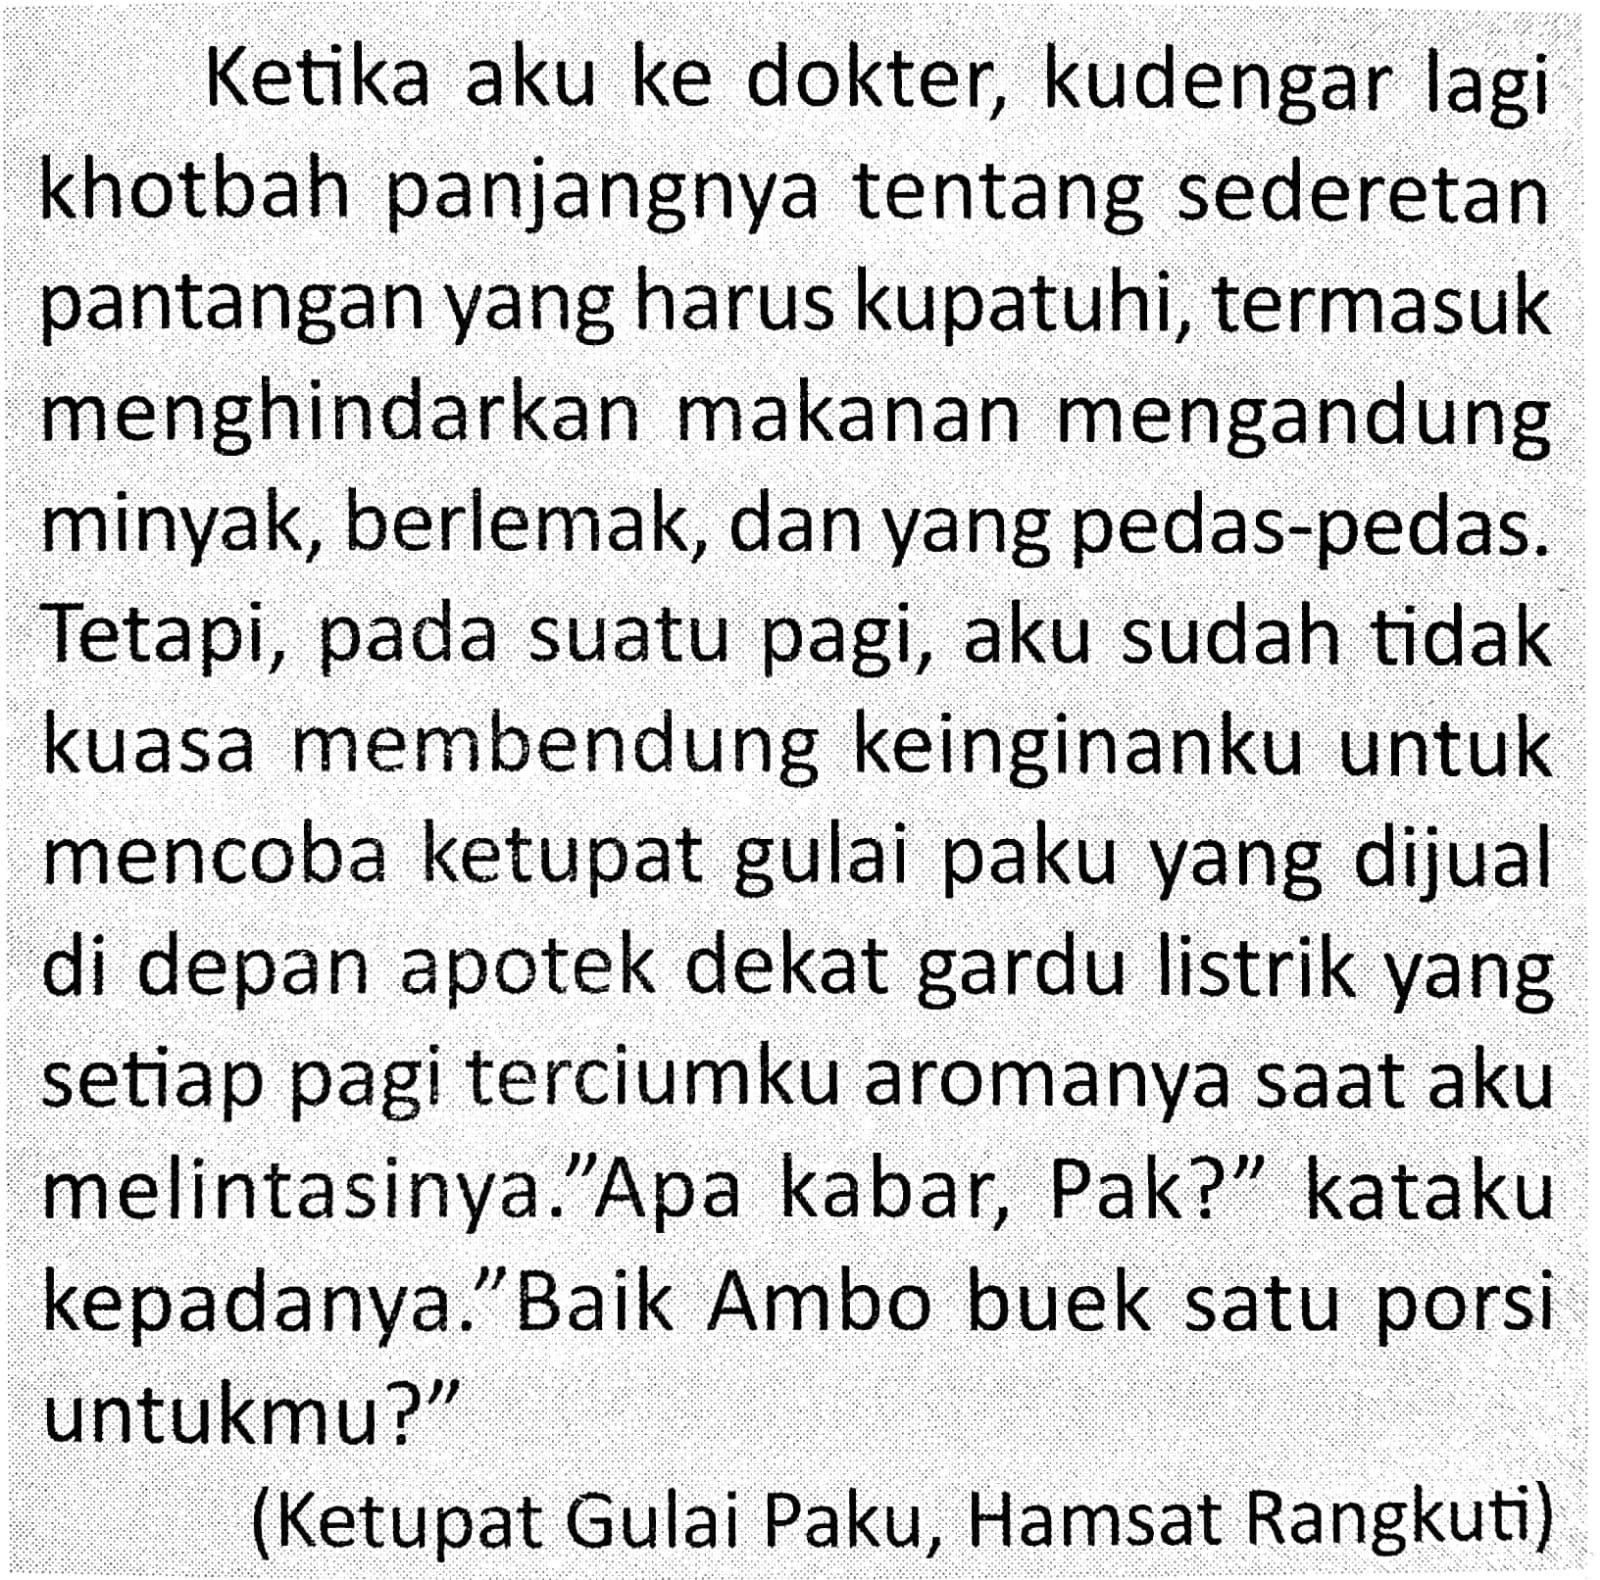 Ketika aku ke dokter, kudengar lagi
khotbah panjangnya tentang sederetan
pantangan yang harus kupatuhi, termasuk
menghindarkan makanan mengandung
minyak, berlemak, dan yang pedas-pedas.
Tetapi, pada suatu pagi, aku sudah tidak
kuasa membendung keinginanku untuk
mencoba ketupat gulai paku yang dijual
di depan apotek dekat gardu listrik yang
setiap pagi terciumku aromanya saat aku
melintasinya.”Apa kabar, Pak?” kataku
kepadanya.”Baik Ambo buek satu porsi
untukmu?”
(Ketupat Gulai Paku, Hamsat Rangkuti)